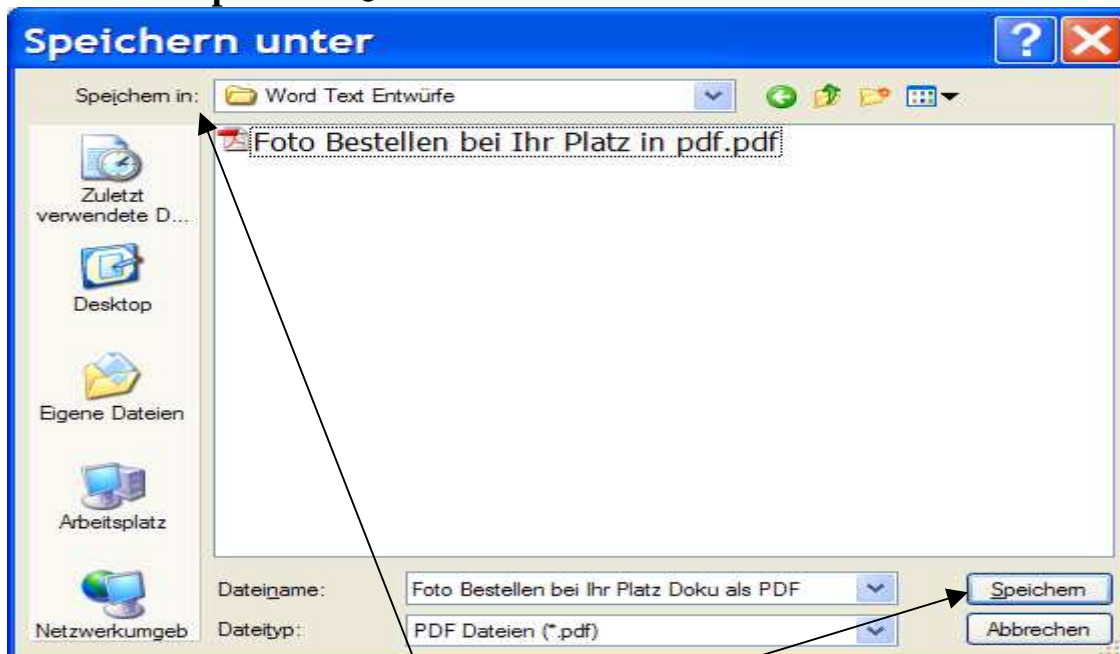 Speichern unter
Speichern in: Word Text Entwürfe
Foto Bestellen bei Ihr Platz in pdf.pdf
Zuletzt
verwendete D...
Desktop
Eigene Dateien
Arbeitsplatz
Netzwerkumgeb
Dateiname: Foto Bestellen bei Ihr Platz Doku als PDF Speichern
Dateityp: PDF Dateien (*.pdf) Abbrechen